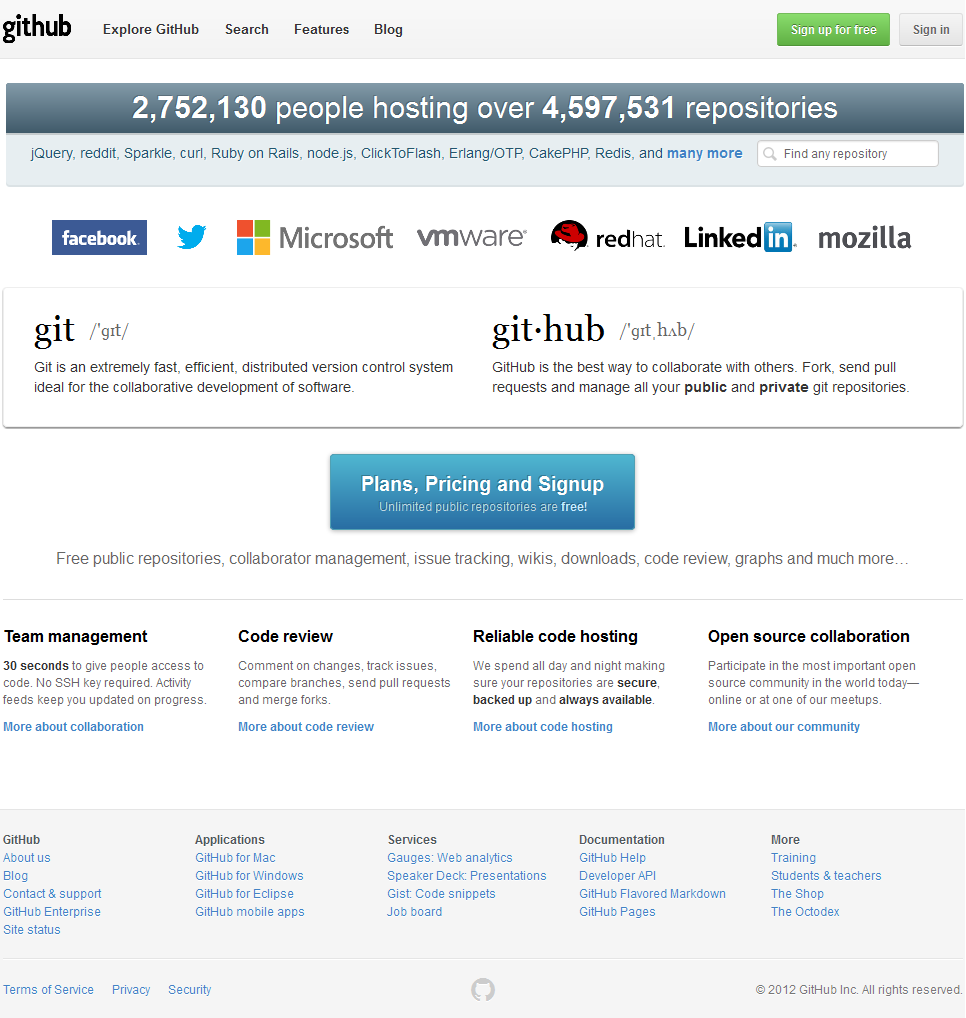 github Explore GitHub Search Features Blog Sign up for free Sign in
2,752,130 people hosting over 4,597,531 repositories
jQuery, reddit, Sparkle, curl, Ruby on Rails, node.js, ClickToFlash, Erlang/OTP, CakePHP, Redis, and many more Find any repository
facebook Microsoft vmware redhat. Linked in mozilla
git /'gɪt/
Git is an extremely fast, efficient, distributed version control system
ideal for the collaborative development of software.
git·hub /'gɪtˌhʌb/
GitHub is the best way to collaborate with others. Fork, send pull
requests and manage all your public and private git repositories.
Plans, Pricing and Signup
Unlimited public repositories are free!
Free public repositories, collaborator management, issue tracking, wikis, downloads, code review, graphs and much more…
Team management
30 seconds to give people access to
code. No SSH key required. Activity
feeds keep you updated on progress.
More about collaboration
Code review
Comment on changes, track issues,
compare branches, send pull requests
and merge forks.
More about code review
Reliable code hosting
We spend all day and night making
sure your repositories are secure,
backed up and always available.
More about code hosting
Open source collaboration
Participate in the most important open
source community in the world today—
online or at one of our meetups.
More about our community
GitHub
About us
Blog
Contact & support
GitHub Enterprise
Site status
Applications
GitHub for Mac
GitHub for Windows
GitHub for Eclipse
GitHub mobile apps
Services
Gauges: Web analytics
Speaker Deck: Presentations
Gist: Code snippets
Job board
Documentation
GitHub Help
Developer API
GitHub Flavored Markdown
GitHub Pages
More
Training
Students & teachers
The Shop
The Octodex
Terms of Service Privacy Security © 2012 GitHub Inc. All rights reserved.